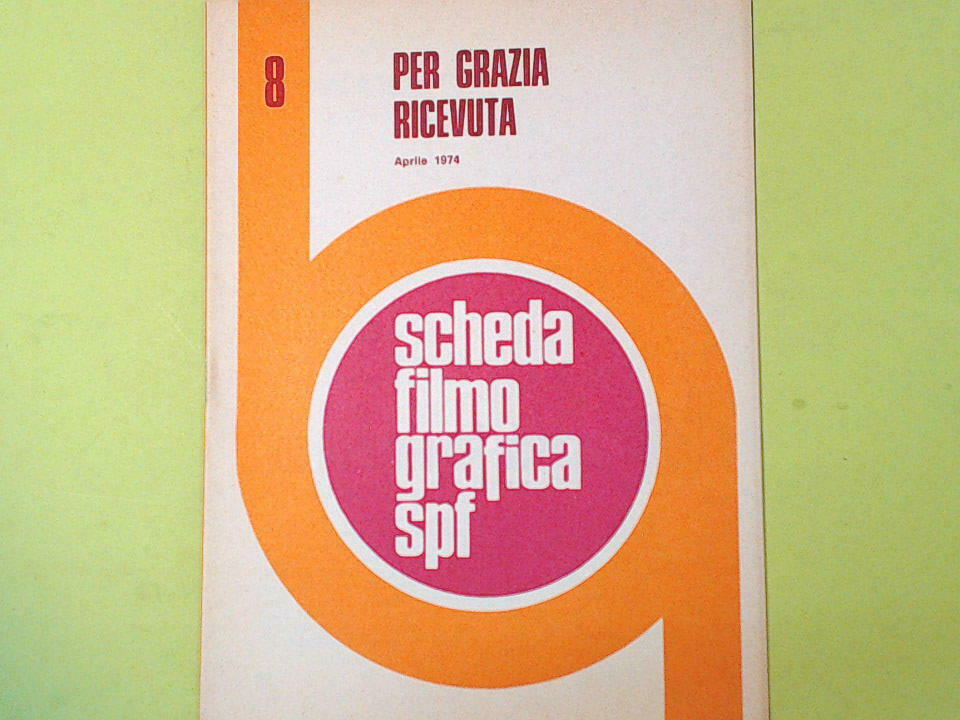 8
PER GRAZIA
RICEVUTA
Aprile 1974
scheda
filmo
grafica
spf